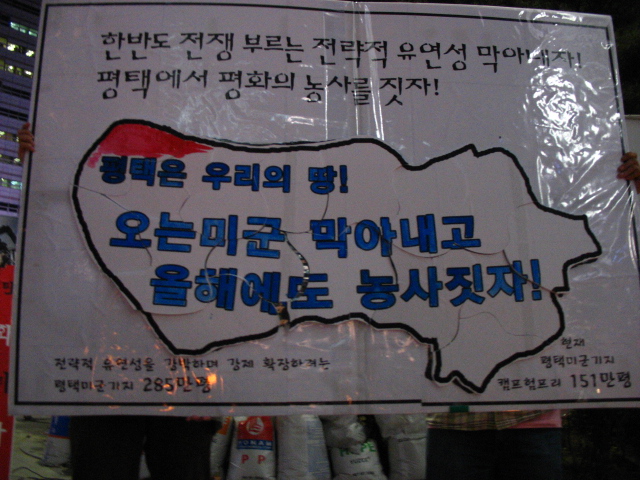 한반도 전쟁 부르는 전략적 유연성 막아내자!
평택에서 평화의 농사를 짓자!
평택은 우리의 땅!
오는미군 막아내고
올해에도 농사짓자!
전략적 유연성을 강박하며 강제 확장하려는
평택미군기지 285만평
현재
평택미군기지
캠프험프리 151만평
PP